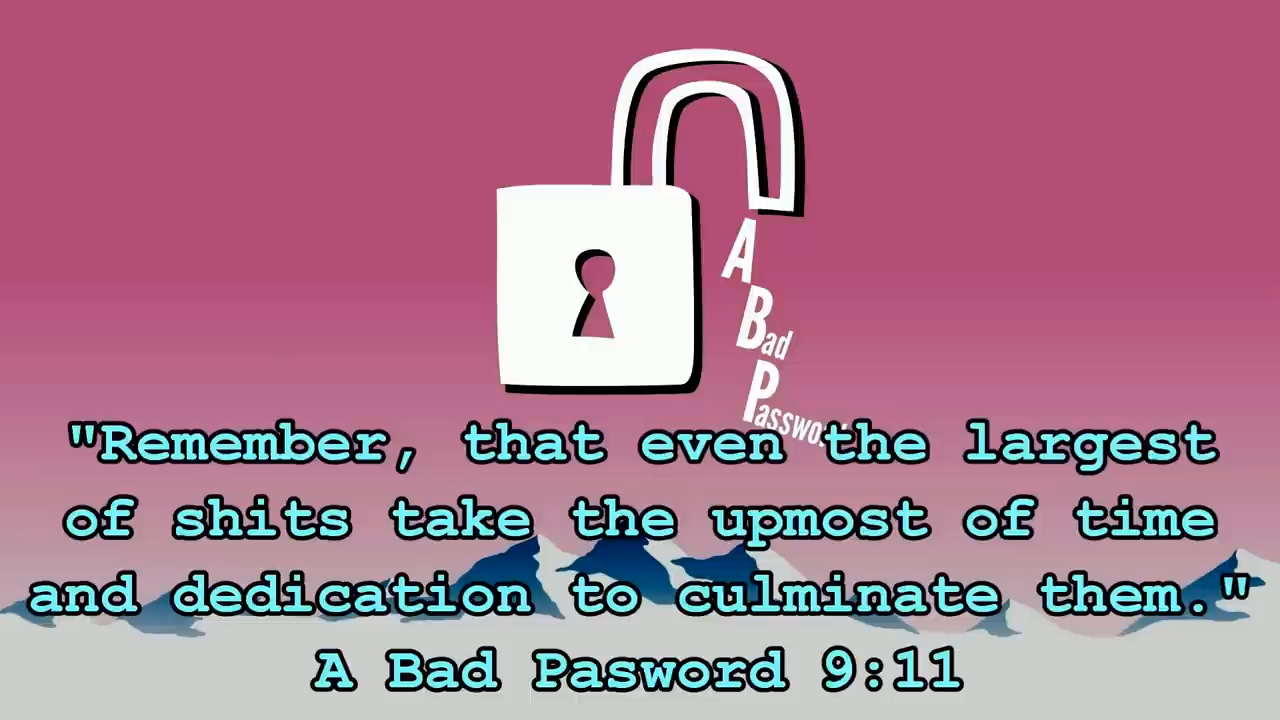 A
Bad
Password
"Remember, that even the largest
of shits take the upmost of time
and dedication to culminate them."
A Bad Pasword 9:11